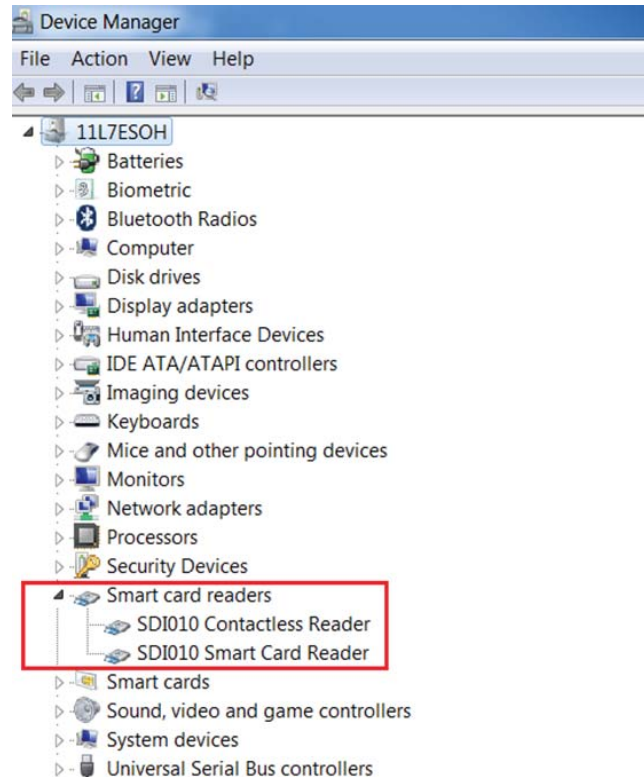 Device Manager
File Action View Help
11L7ESOH
Batteries
Biometric
Bluetooth Radios
Computer
Disk drives
Display adapters
Human Interface Devices
IDE ATA/ATAPI controllers
Imaging devices
Keyboards
Mice and other pointing devices
Monitors
Network adapters
Processors
Security Devices
Smart card readers
SDI010 Contactless Reader
SDI010 Smart Card Reader
Smart cards
Sound, video and game controllers
System devices
Universal Serial Bus controllers